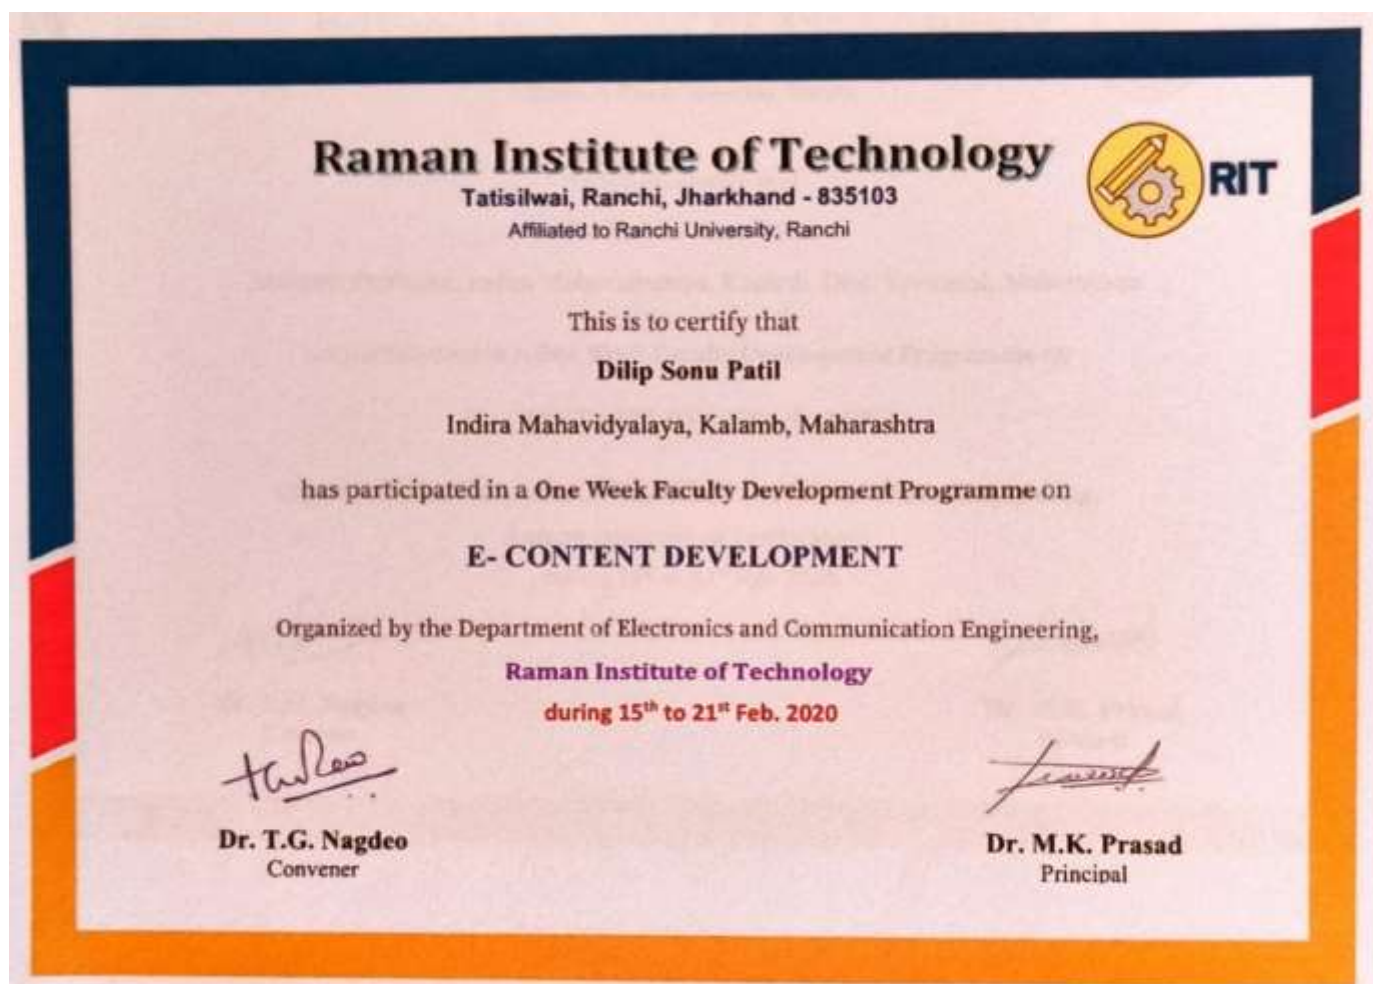 Raman Institute of Technology
RIT
Tatisilwai, Ranchi, Jharkhand - 835103
Affiliated to Ranchi University, Ranchi
This is to certify that
Dilip Sonu Patil
Indira Mahavidyalaya, Kalamb, Maharashtra
has participated in a One Week Faculty Development Programme on
E- CONTENT DEVELOPMENT
Organized by the Department of Electronics and Communication Engineering,
Raman Institute of Technology
during 15th to 21st Feb. 2020
Dr. T.G. Nagdeo
Convener
Dr. M.K. Prasad
Principal